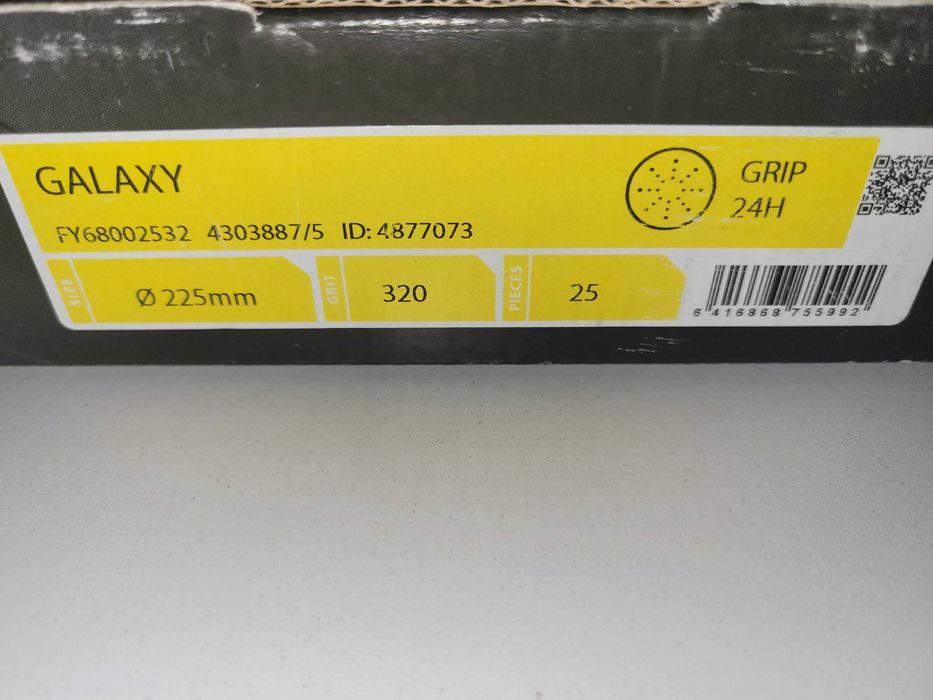 GALAXY
GRIP
24H
FY68002532 4303887/5 ID: 4877073
SIZE
Ø 225mm
GRIT
320
PIECES
25
6 416868 755992